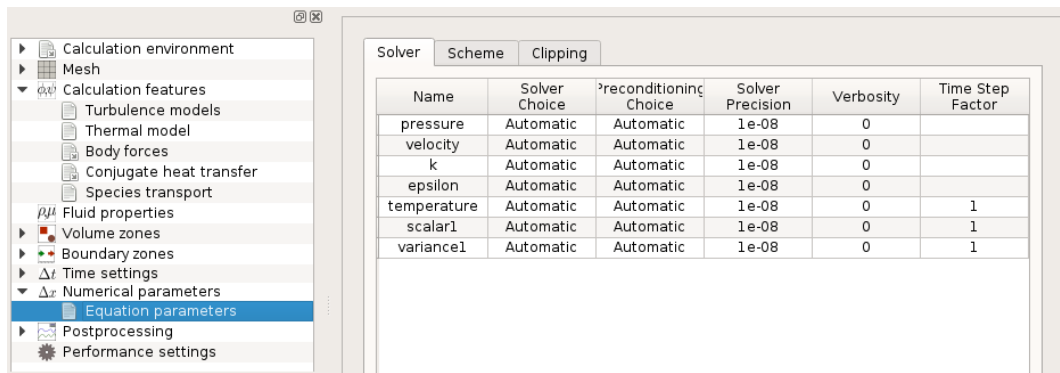 Calculation environment
Mesh
Calculation features
Turbulence models
Thermal model
Body forces
Conjugate heat transfer
Species transport
ρ,μ Fluid properties
Volume zones
Boundary zones
Δt Time settings
Δx Numerical parameters
Equation parameters
Postprocessing
Performance settings
Solver Scheme Clipping
Name Solver Choice Preconditioning Choice Solver Precision Verbosity Time Step Factor
pressure Automatic Automatic 1e-08 0
velocity Automatic Automatic 1e-08 0
k Automatic Automatic 1e-08 0
epsilon Automatic Automatic 1e-08 0
temperature Automatic Automatic 1e-08 0 1
scalar1 Automatic Automatic 1e-08 0 1
variance1 Automatic Automatic 1e-08 0 1